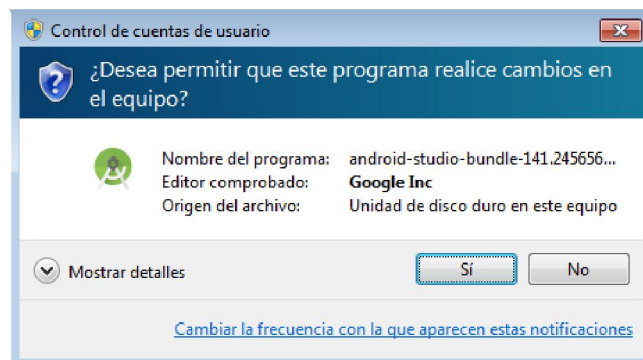 Control de cuentas de usuario
¿Desea permitir que este programa realice cambios en
el equipo?
Nombre del programa: android-studio-bundle-141.245656...
Editor comprobado: Google Inc
Origen del archivo: Unidad de disco duro en este equipo
Mostrar detalles Sí No
Cambiar la frecuencia con la que aparecen estas notificaciones